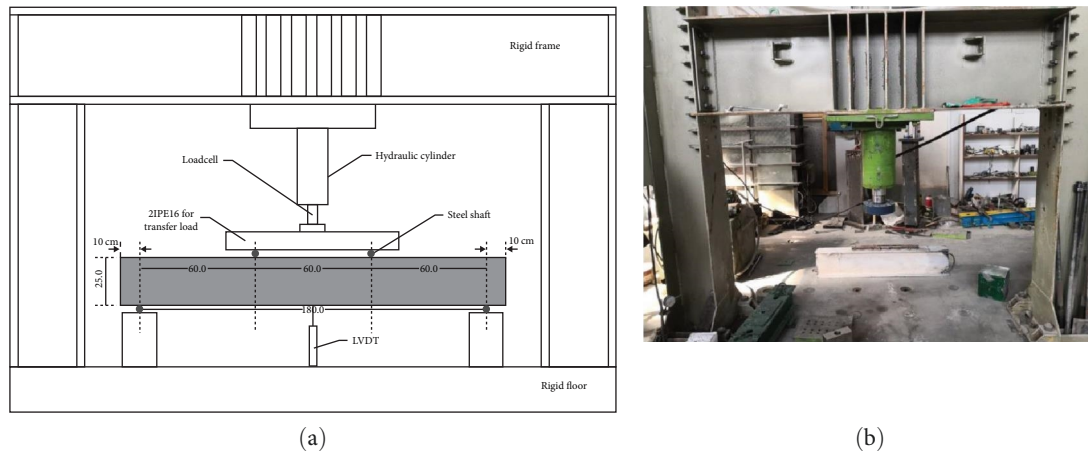 Rigid frame
Loadcell
Hydraulic cylinder
2IPE16 for
transfer load
Steel shaft
10 cm
10 cm
60.0
60.0
60.0
25.0
180.0
LVDT
Rigid floor
(a)
(b)